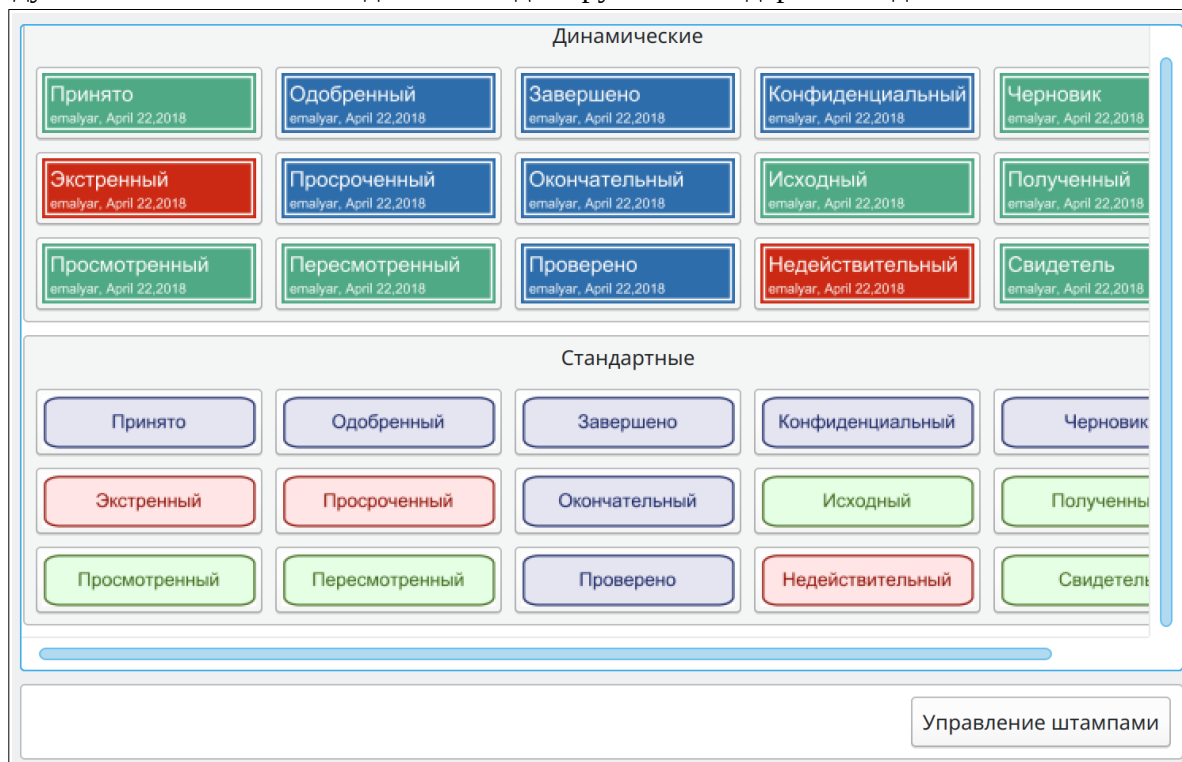 Динамические
Принято
emalyar, April 22,2018
Одобренный
emalyar, April 22,2018
Завершено
emalyar, April 22,2018
Конфиденциальный
emalyar, April 22,2018
Черновик
emalyar, April 22,2018
Экстренный
emalyar, April 22,2018
Просроченный
emalyar, April 22,2018
Окончательный
emalyar, April 22,2018
Исходный
emalyar, April 22,2018
Полученный
emalyar, April 22,2018
Просмотренный
emalyar, April 22,2018
Пересмотренный
emalyar, April 22,2018
Проверено
emalyar, April 22,2018
Недействительный
emalyar, April 22,2018
Свидетель
emalyar, April 22,2018
Стандартные
Принято
Одобренный
Завершено
Конфиденциальный
Черновик
Экстренный
Просроченный
Окончательный
Исходный
Полученны
Просмотренный
Пересмотренный
Проверено
Недействительный
Свидетель
Управление штампами